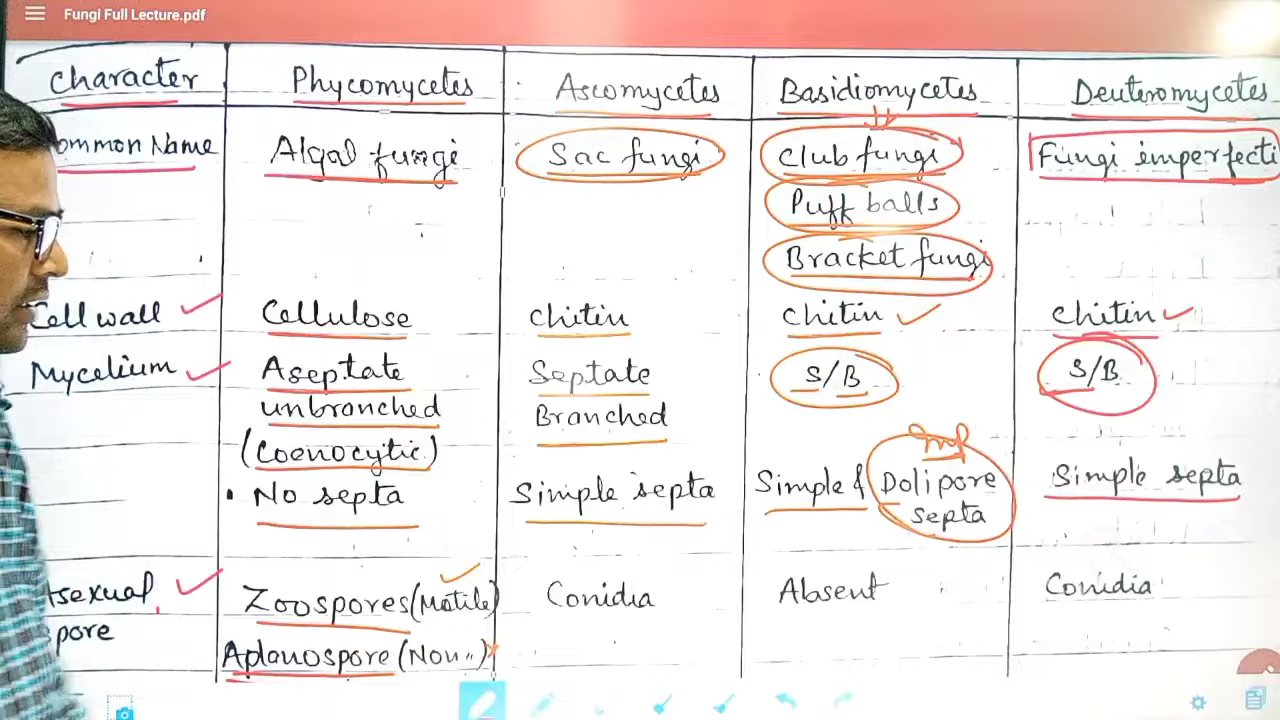 Fungi Full Lecture.pdf
Character Phycomycetes Ascomycetes Basidiomycetes Deuteromycetes
ommon Name Algal fungi Sac fungi Club fungi Fungi imperfecti
Puff balls
Bracket fungi
Cell wall Cellulose chitin chitin chitin
Mycelium Aseptate Septate S/B S/B
unbranched Branched
(Coenocytic)
Imp
No septa Simple septa Simple & Dolipore Simple septa
Septa
sexual Zoospores (Motile) Conidia Absent Conidia
pore
Aplanospore (Non ")